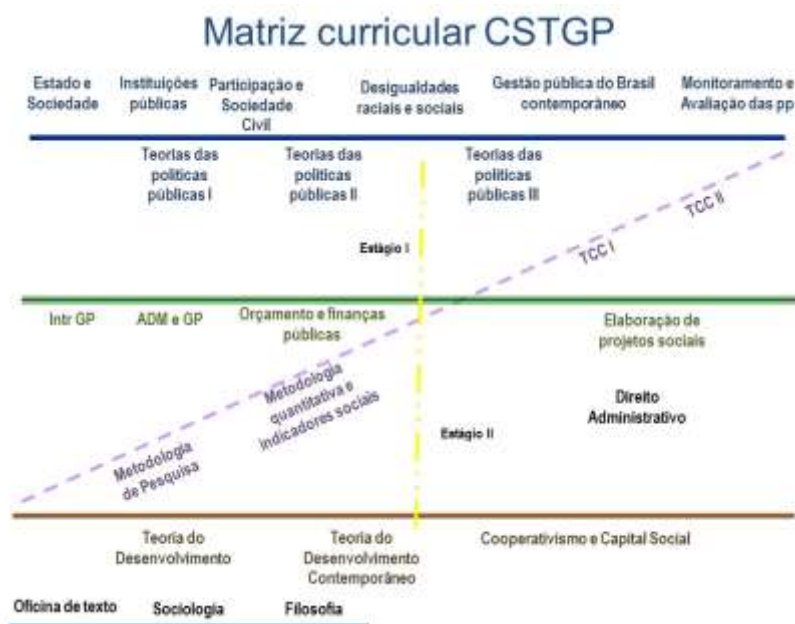 Matriz curricular CSTGP
Estado e
Sociedade
Instituições
públicas
Participação e
Sociedade
Civil
Desigualdades
raciais e sociais
Gestão pública do Brasil
contemporâneo
Monitoramento e
Avaliação das pp
Teorias das
políticas
públicas I
Teorias das
políticas
públicas II
Teorias das
políticas
públicas III
TCC II
Estágio I
TCC I
Intr GP
ADM e GP
Orçamento e finanças
públicas
Elaboração de
projetos sociais
Metodologia
quantitativa e
indicadores sociais
Direito
Administrativo
Estágio II
Metodologia
de Pesquisa
Teoria do
Desenvolvimento
Teoria do
Desenvolvimento
Contemporâneo
Cooperativismo e Capital Social
Oficina de texto
Sociologia
Filosofia